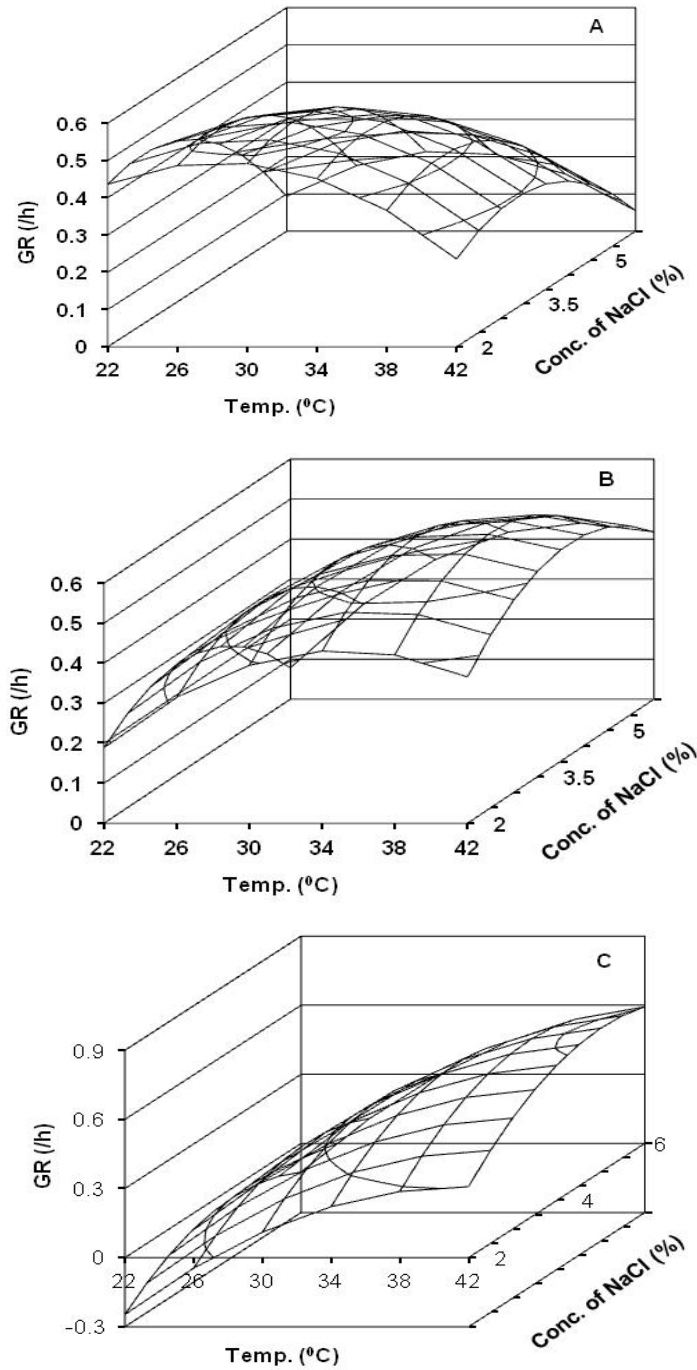 A
0.6
0.5
0.4
0.3
0.2
0.1
0
GR (/h)
22 26 30 34 38 42
Temp. (⁰C)
2 3.5 5
Conc. of NaCl (%)
B
0.6
0.5
0.4
0.3
0.2
0.1
0
GR (/h)
22 26 30 34 38 42
Temp. (⁰C)
2 3.5 5
Conc. of NaCl (%)
C
0.9
0.6
0.3
0
-0.3
GR (/h)
22 26 30 34 38 42
Temp. (⁰C)
2 4 6
Conc. of NaCl (%)